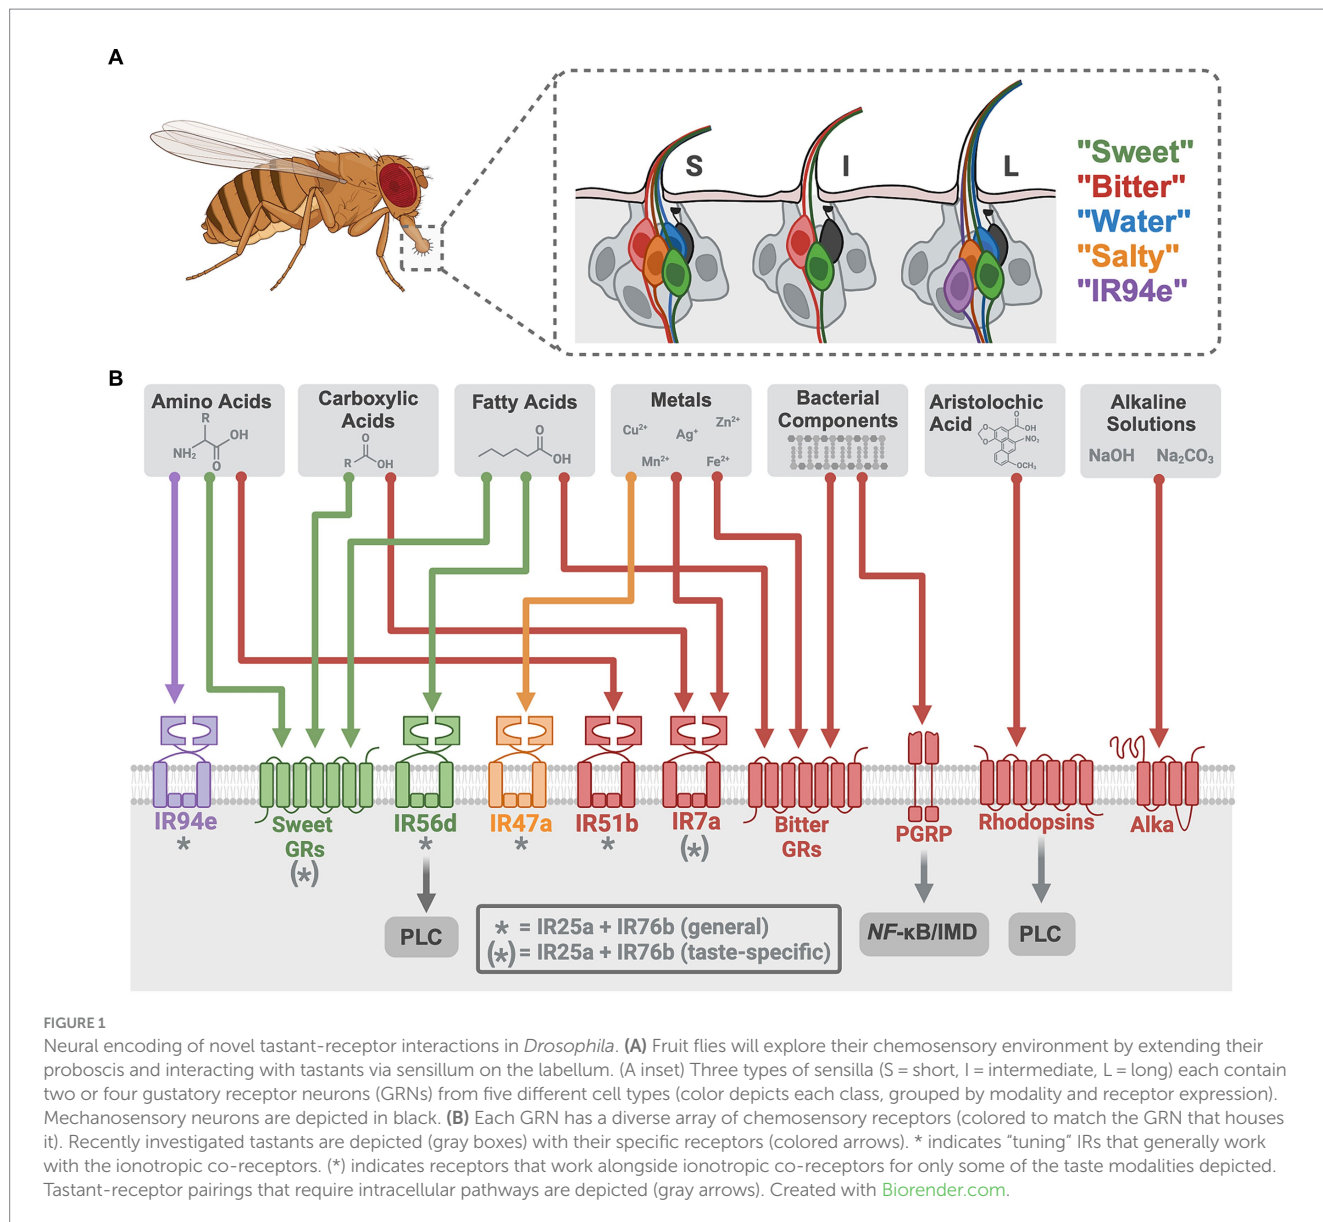 A
S
I
L
"Sweet"
"Bitter"
"Water"
"Salty"
"IR94e"
B
Amino Acids
R
OH
NH₂
O
Carboxylic
Acids
O
R
OH
Fatty Acids
O
OH
Metals
Cu²⁺
Ag⁺
Zn²⁺
Mn²⁺
Fe²⁺
Bacterial
Components
Aristolochic
Acid
O
OH
O
O
NO₂
OCH₃
Alkaline
Solutions
NaOH Na₂CO₃
IR94e
*
Sweet
GRs
(*)
IR56d
*
IR47a
*
IR51b
*
IR7a
(*)
Bitter
GRs
PGRP
Rhodopsins
Alka
PLC
* = IR25a + IR76b (general)
(*) = IR25a + IR76b (taste-specific)
NF-κB/IMD
PLC
FIGURE 1
Neural encoding of novel tastant-receptor interactions in Drosophila. (A) Fruit flies will explore their chemosensory environment by extending their
proboscis and interacting with tastants via sensillum on the labellum. (A inset) Three types of sensilla (S = short, I = intermediate, L = long) each contain
two or four gustatory receptor neurons (GRNs) from five different cell types (color depicts each class, grouped by modality and receptor expression).
Mechanosensory neurons are depicted in black. (B) Each GRN has a diverse array of chemosensory receptors (colored to match the GRN that houses
it). Recently investigated tastants are depicted (gray boxes) with their specific receptors (colored arrows). * indicates "tuning" IRs that generally work
with the ionotropic co-receptors. (*) indicates receptors that work alongside ionotropic co-receptors for only some of the taste modalities depicted.
Tastant-receptor pairings that require intracellular pathways are depicted (gray arrows). Created with Biorender.com.